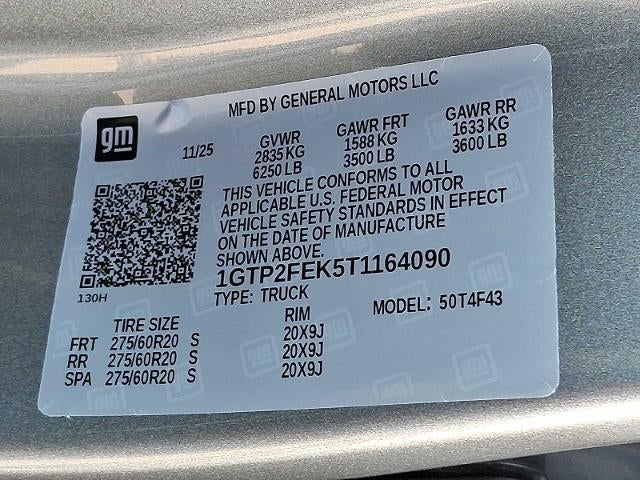 MFD BY GENERAL MOTORS LLC
gm
11/25
GVWR GAWR FRT GAWR RR
2835 KG 1588 KG 1633 KG
6250 LB 3500 LB 3600 LB
THIS VEHICLE CONFORMS TO ALL
APPLICABLE U.S. FEDERAL MOTOR
VEHICLE SAFETY STANDARDS IN EFFECT
ON THE DATE OF MANUFACTURE
SHOWN ABOVE.
1GTP2FEK5T1164090
130H
TYPE: TRUCK MODEL: 50T4F43
TIRE SIZE RIM
FRT 275/60R20 S 20X9J
RR 275/60R20 S 20X9J
SPA 275/60R20 S 20X9J